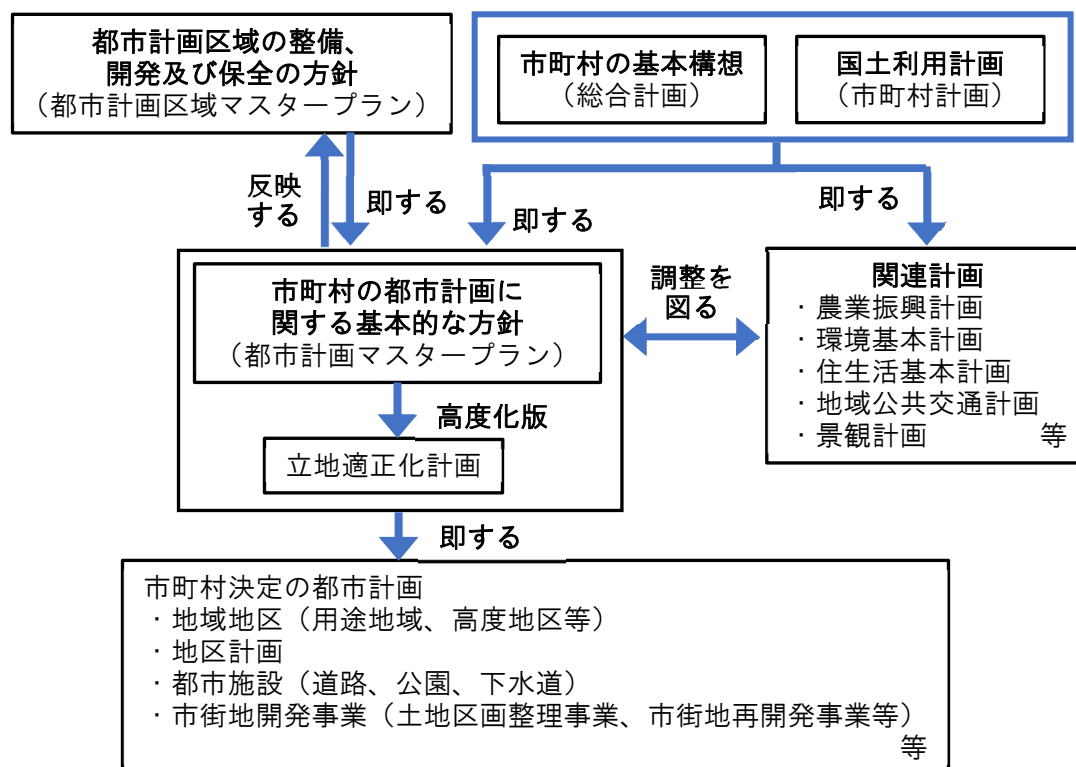 都市計画区域の整備、
開発及び保全の方針
（都市計画区域マスタープラン）
市町村の基本構想
（総合計画）
国土利用計画
（市町村計画）
反映
する
即する
即する
即する
市町村の都市計画に
関する基本的な方針
（都市計画マスタープラン）
高度化版
立地適正化計画
調整を
図る
関連計画
・農業振興計画
・環境基本計画
・住生活基本計画
・地域公共交通計画
・景観計画　　　　等
即する
市町村決定の都市計画
・地域地区（用途地域、高度地区等）
・地区計画
・都市施設（道路、公園、下水道）
・市街地開発事業（土地区画整理事業、市街地再開発事業等）
等